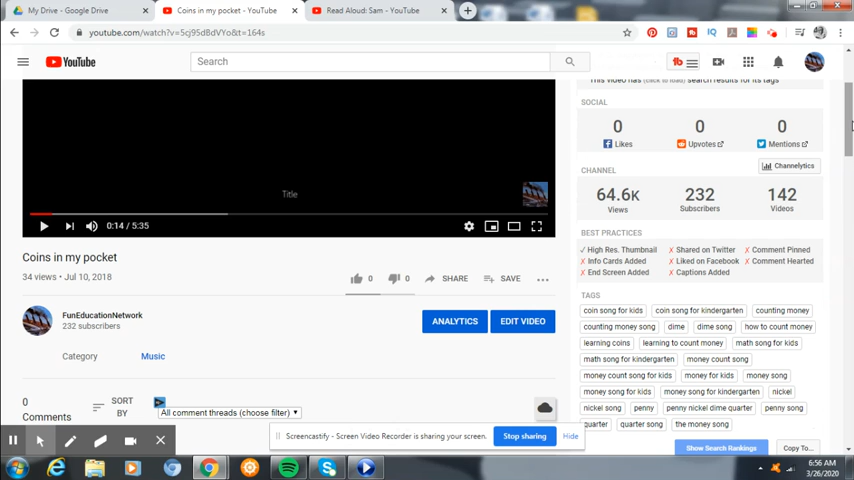 My Drive - Google Drive
Coins in my pocket - YouTube
Read Aloud: Sam - YouTube
youtube.com/watch?v=5cj95dBdVYo&t=164s
IQ
YouTube
Search
tb
This video has (click to load) search results for its tags
SOCIAL
0 0 0
Likes Upvotes Mentions
CHANNEL
Channelytics
64.6K 232 142
Views Subscribers Videos
BEST PRACTICES
✓ High Res. Thumbnail ✗ Shared on Twitter ✗ Comment Pinned
✗ Info Cards Added ✗ Liked on Facebook ✗ Comment Hearted
✗ End Screen Added ✗ Captions Added
TAGS
coin song for kids coin song for kindergarten counting money
counting money song dime dime song how to count money
learning coins learning to count money math song for kids
math song for kindergarten money count song
money count song for kids money for kids money song
money song for kids money song for kindergarten nickel
nickel song penny penny nickel dime quarter penny song
quarter quarter song the money song
Show Search Rankings Copy To...
Title
0:14 / 5:35
Coins in my pocket
34 views • Jul 10, 2018
0 0 SHARE SAVE
FunEducationNetwork
232 subscribers
ANALYTICS EDIT VIDEO
Category Music
0 Comments
SORT BY
All comment threads (choose filter)
Screencastify - Screen Video Recorder is sharing your screen. Stop sharing Hide
6:56 AM
3/26/2020